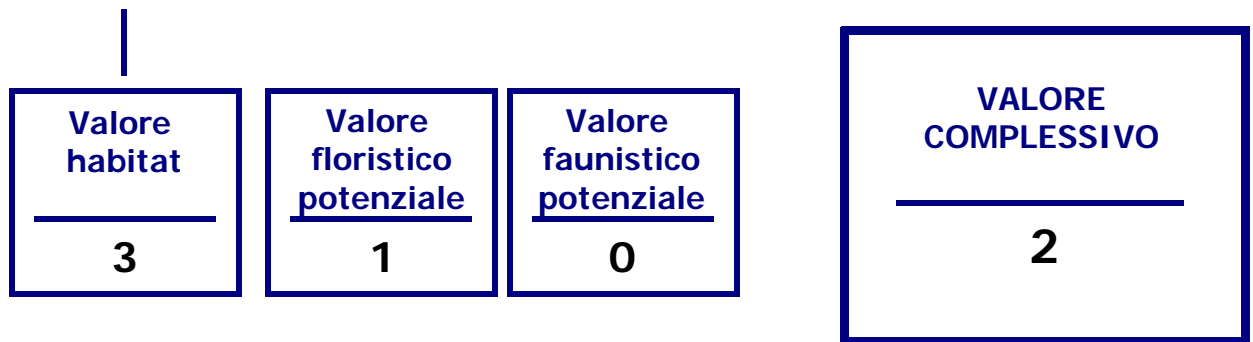 Valore
habitat
3
Valore
floristico
potenziale
1
Valore
faunistico
potenziale
0
VALORE
COMPLESSIVO
2